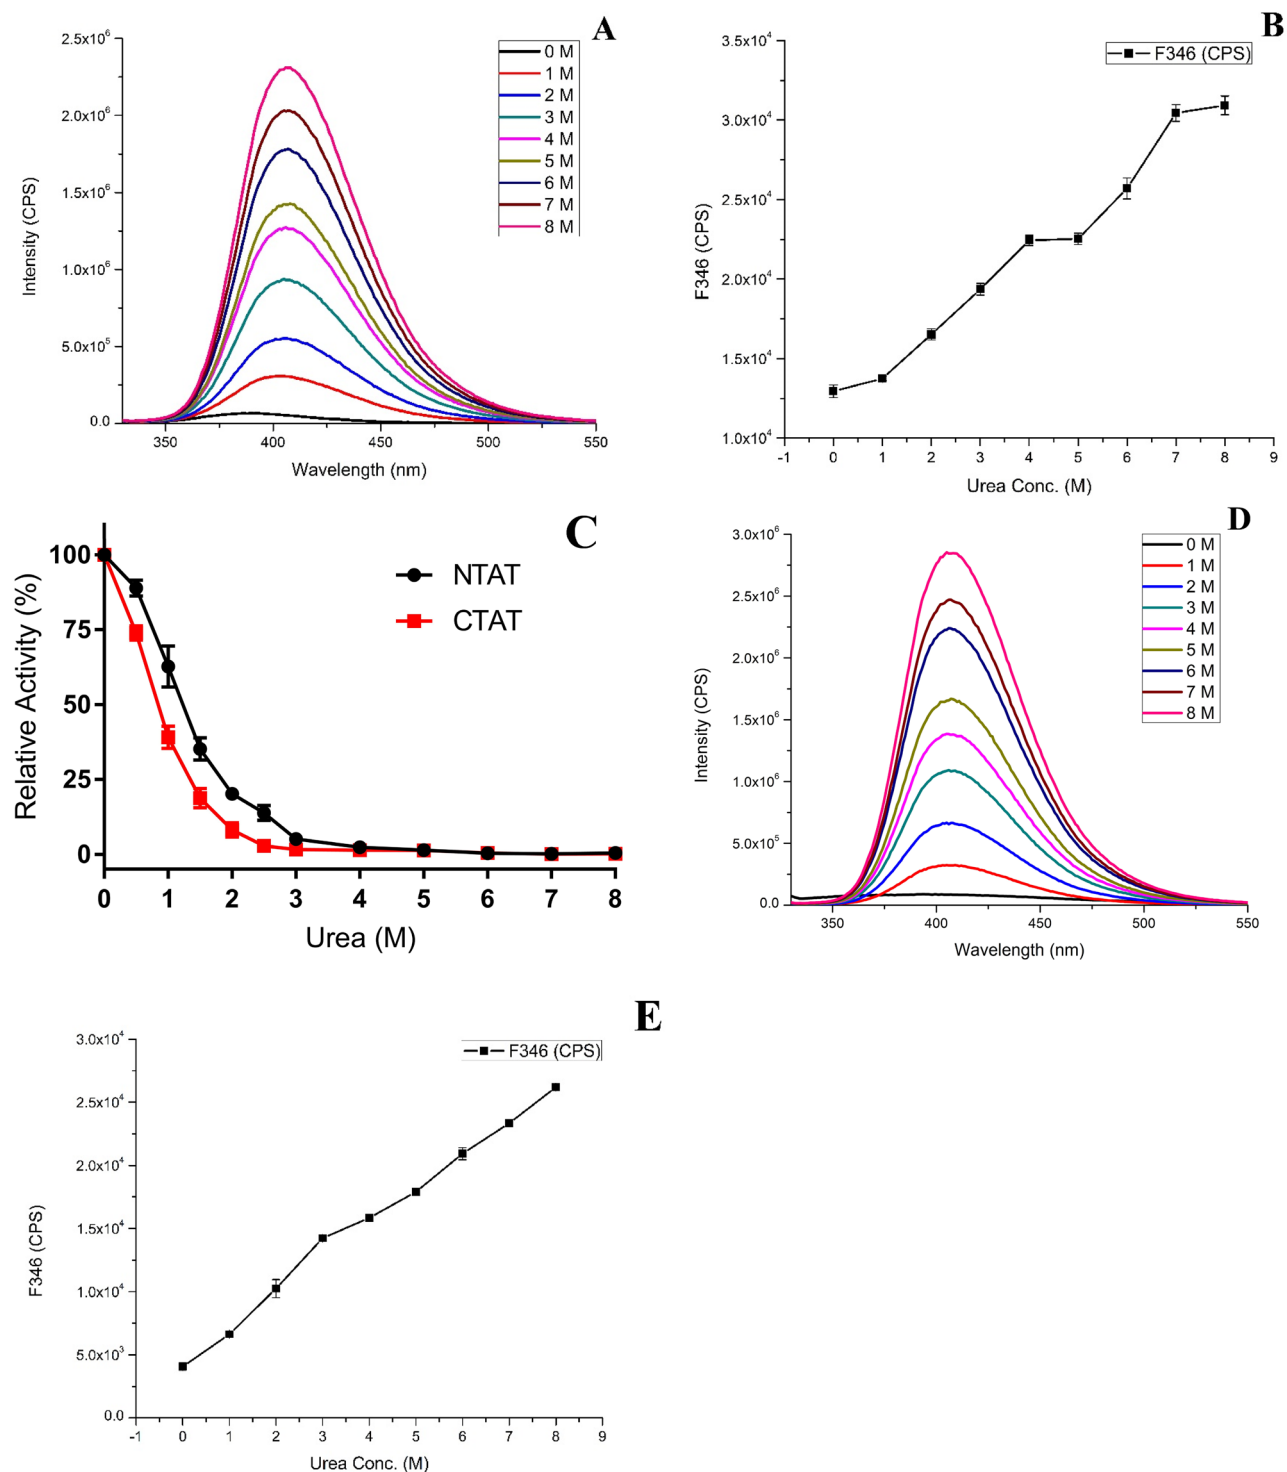 A
2.5x10⁶
2.0x10⁶
1.5x10⁶
1.0x10⁶
5.0x10⁵
0.0
Intensity (CPS)
350 400 450 500 550
Wavelength (nm)
0 M
1 M
2 M
3 M
4 M
5 M
6 M
7 M
8 M
B
3.5x10⁴
3.0x10⁴
2.5x10⁴
2.0x10⁴
1.5x10⁴
1.0x10⁴
F346 (CPS)
F346 (CPS)
-1 0 1 2 3 4 5 6 7 8 9
Urea Conc. (M)
C
100
75
50
25
0
Relative Activity (%)
NTAT
CTAT
0 1 2 3 4 5 6 7 8
Urea (M)
D
3.0x10⁶
2.5x10⁶
2.0x10⁶
1.5x10⁶
1.0x10⁶
5.0x10⁵
0.0
Intensity (CPS)
0 M
1 M
2 M
3 M
4 M
5 M
6 M
7 M
8 M
350 400 450 500 550
Wavelength (nm)
E
3.0x10⁴
2.5x10⁴
2.0x10⁴
1.5x10⁴
1.0x10⁴
5.0x10³
0.0
F346 (CPS)
F346 (CPS)
-1 0 1 2 3 4 5 6 7 8 9
Urea Conc. (M)